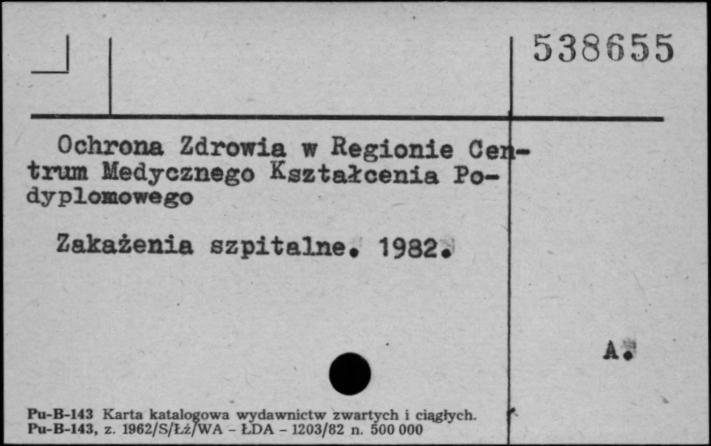 538655
Ochrona Zdrowia w Regionie Cen-
trum Medycznego Kształcenia Po-
dyplomowego
Zakażenia szpitalne. 1982.
A.
Pu-B-143 Karta katalogowa wydawnictw zwartych i ciągłych.
Pu-B-143, z. 1962/S/Łż/WA - ŁDA - 1203/82 n. 500 000